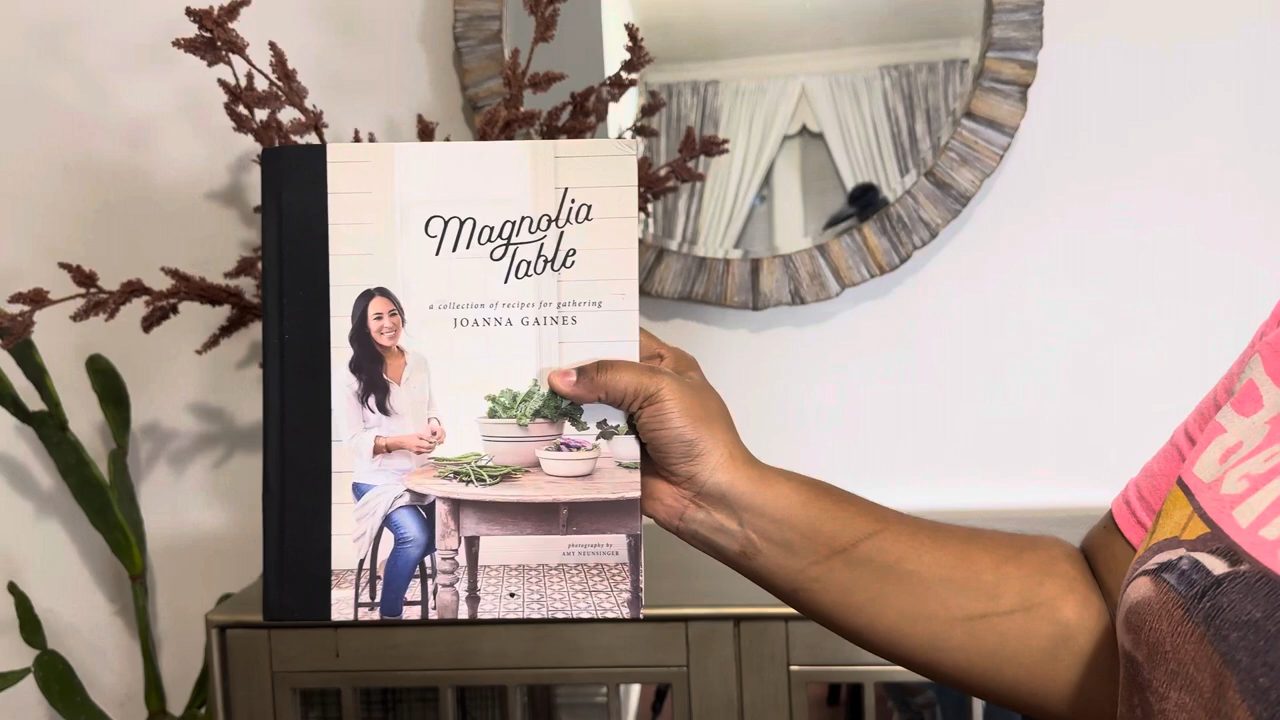 Magnolia
Table
a collection of recipes for gathering
JOANNA GAINES
photography by
AMY NEUNSINGER